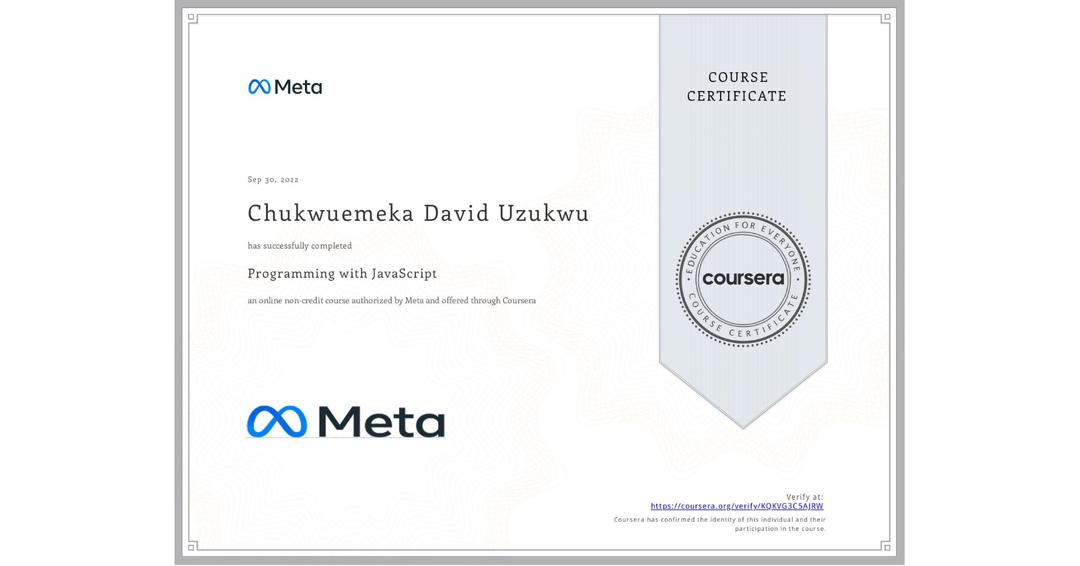 Meta
COURSE
CERTIFICATE
Sep 30, 2022
Chukwuemeka David Uzukwu
has successfully completed
Programming with JavaScript
an online non-credit course authorized by Meta and offered through Coursera
EDUCATION FOR EVERYONE
coursera
COURSE CERTIFICATE
Meta
Verify at:
https://coursera.org/verify/KQKVG3C5AJRW
Coursera has confirmed the identity of this individual and their
participation in the course.